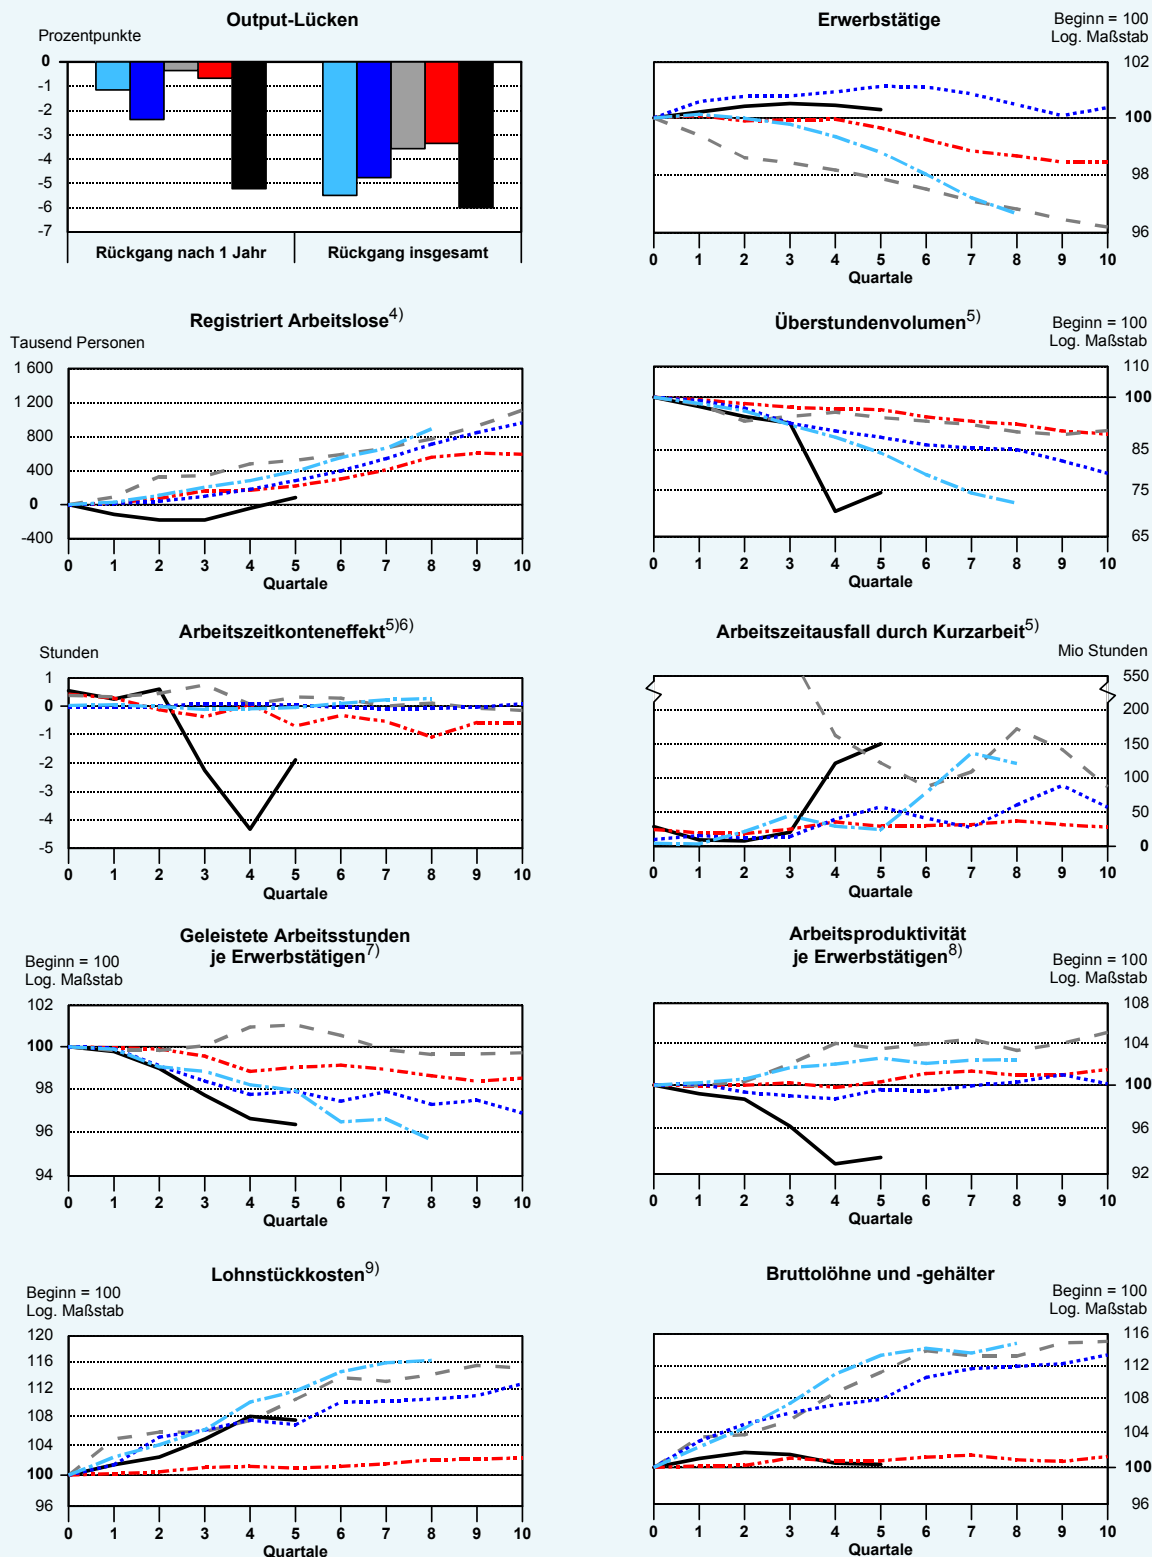 Output-Lücken
Prozentpunkte
0
-1
-2
-3
-4
-5
-6
-7
Rückgang nach 1 Jahr
Rückgang insgesamt
Erwerbstätige
Beginn = 100
Log. Maßstab
102
100
98
96
0 1 2 3 4 5 6 7 8 9 10
Quartale
Registriert Arbeitslose4)
Tausend Personen
1 600
1 200
800
400
0
-400
0 1 2 3 4 5 6 7 8 9 10
Quartale
Überstundenvolumen5)
Beginn = 100
Log. Maßstab
110
100
85
75
65
0 1 2 3 4 5 6 7 8 9 10
Quartale
Arbeitszeitkonteneffekt5)6)
Stunden
1
0
-1
-2
-3
-4
-5
0 1 2 3 4 5 6 7 8 9 10
Quartale
Arbeitszeitausfall durch Kurzarbeit5)
Mio Stunden
550
200
150
100
50
0
0 1 2 3 4 5 6 7 8 9 10
Quartale
Geleistete Arbeitsstunden
je Erwerbstätigen7)
Beginn = 100
Log. Maßstab
102
100
98
96
94
0 1 2 3 4 5 6 7 8 9 10
Quartale
Arbeitsproduktivität
je Erwerbstätigen8)
Beginn = 100
Log. Maßstab
108
104
100
96
92
0 1 2 3 4 5 6 7 8 9 10
Quartale
Lohnstückkosten9)
Beginn = 100
Log. Maßstab
120
116
112
108
104
100
96
0 1 2 3 4 5 6 7 8 9 10
Quartale
Bruttolöhne und -gehälter
Beginn = 100
Log. Maßstab
116
112
108
104
100
96
0 1 2 3 4 5 6 7 8 9 10
Quartale